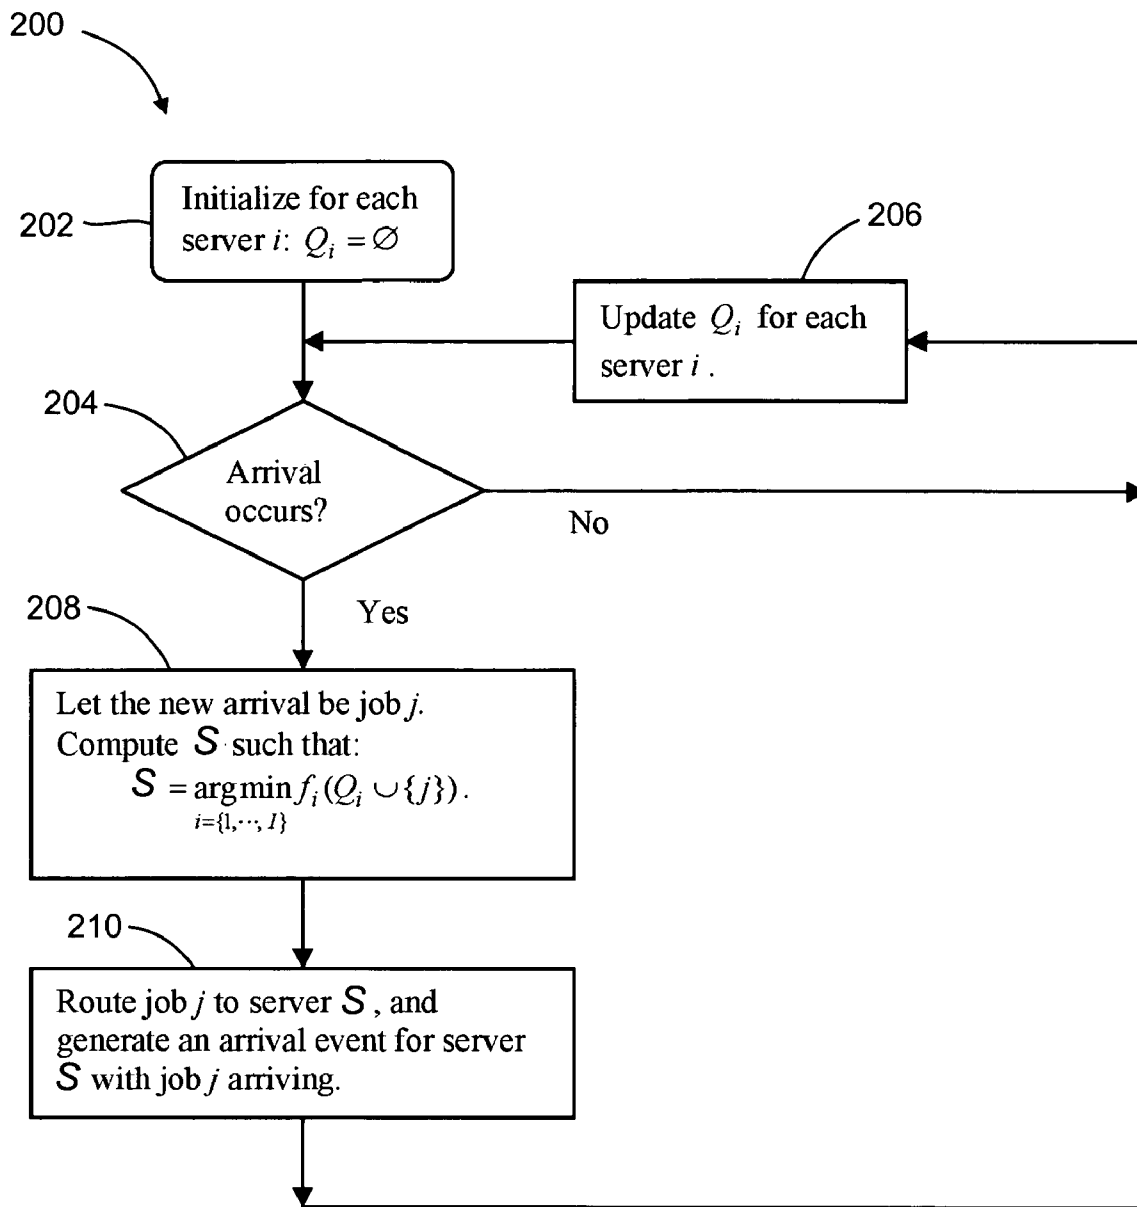 200
202
Initialize for each
server i: Q_i = ∅
206
Update Q_i for each
server i .
204
Arrival
occurs?
No
Yes
208
Let the new arrival be job j.
Compute S such that:
S = arg min f_i(Q_i ∪ {j}).
i={1,⋯, I}
210
Route job j to server S , and
generate an arrival event for server
S with job j arriving.